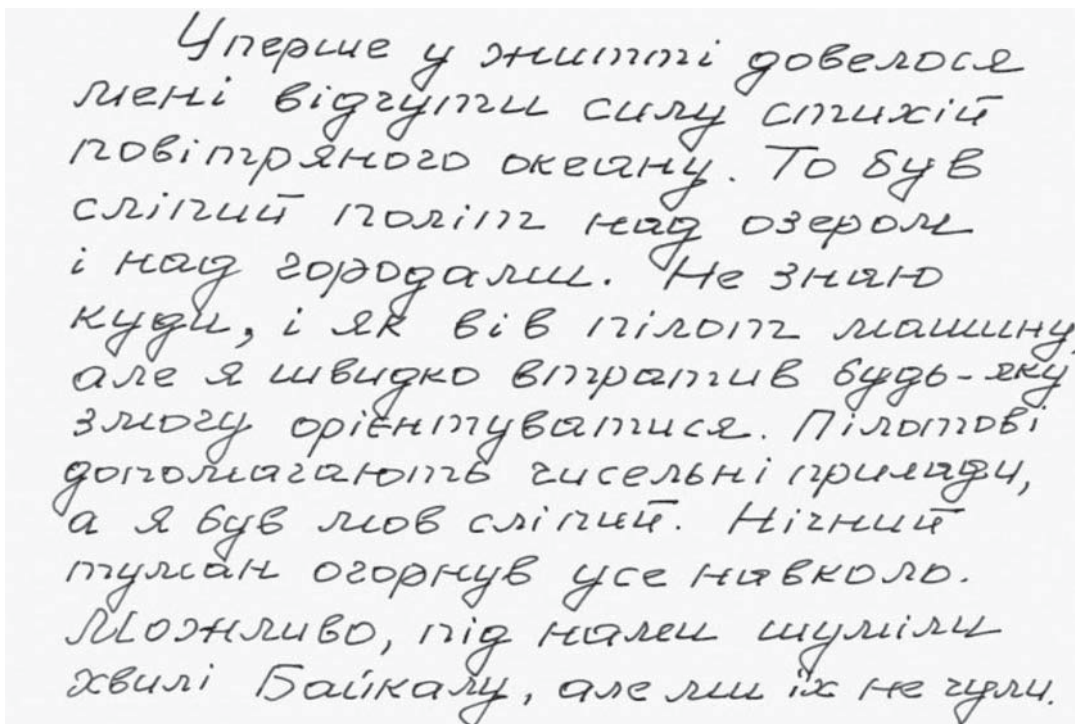 Уперше у житті довелося
мені відчути силу стихій
повітряного океану. То був
сліпий політ над озером
і над городами. Не знаю
куди, і як вів пілот машину,
але я швидко втратив будь-яку
змогу орієнтуватися. Пілотові
допомагають чисельні прилади,
а я був мов сліпий. Нічний
туман огорнув усе навколо.
Можливо, під нами шуміли
хвилі Байкалу, але ми їх не чули.